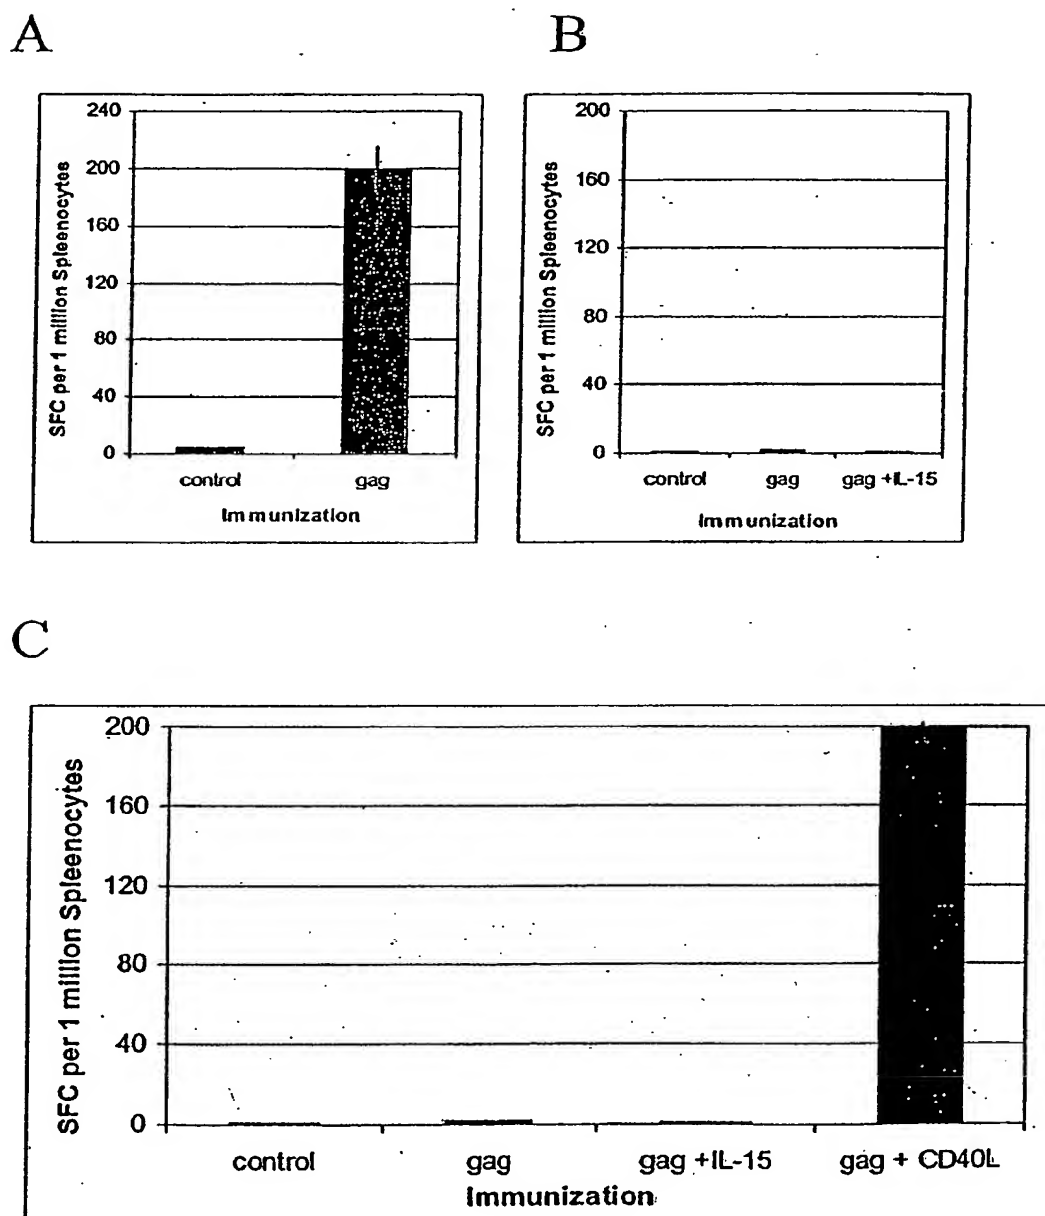 A
B
SFC per 1 million Spleenocytes
240
200
160
120
80
40
0
control gag
Immunization
SFC per 1 million Spleenocytes
200
160
120
80
40
0
control gag gag +IL-15
Immunization
C
SFC per 1 million Spleenocytes
200
160
120
80
40
0
control gag gag +IL-15 gag + CD40L
Immunization